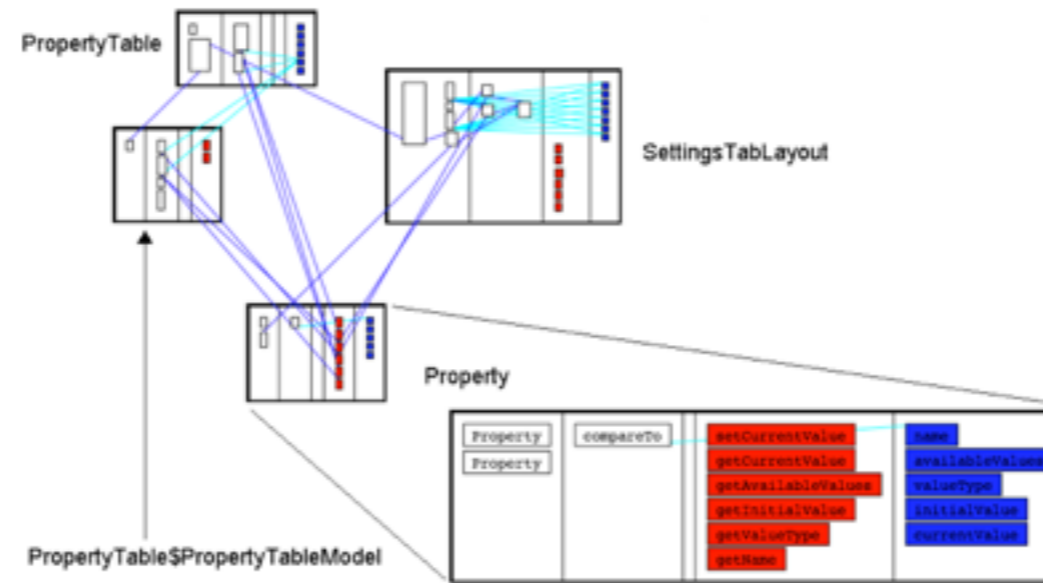 PropertyTable
SettingsTabLayout
Property
Property
Property
compareTo
setCurrentValue
getCurrentValue
getAvailableValues
getInitialValue
getValueType
getName
name
availableValues
valueType
initialValue
currentValue
PropertyTable$PropertyTableModel